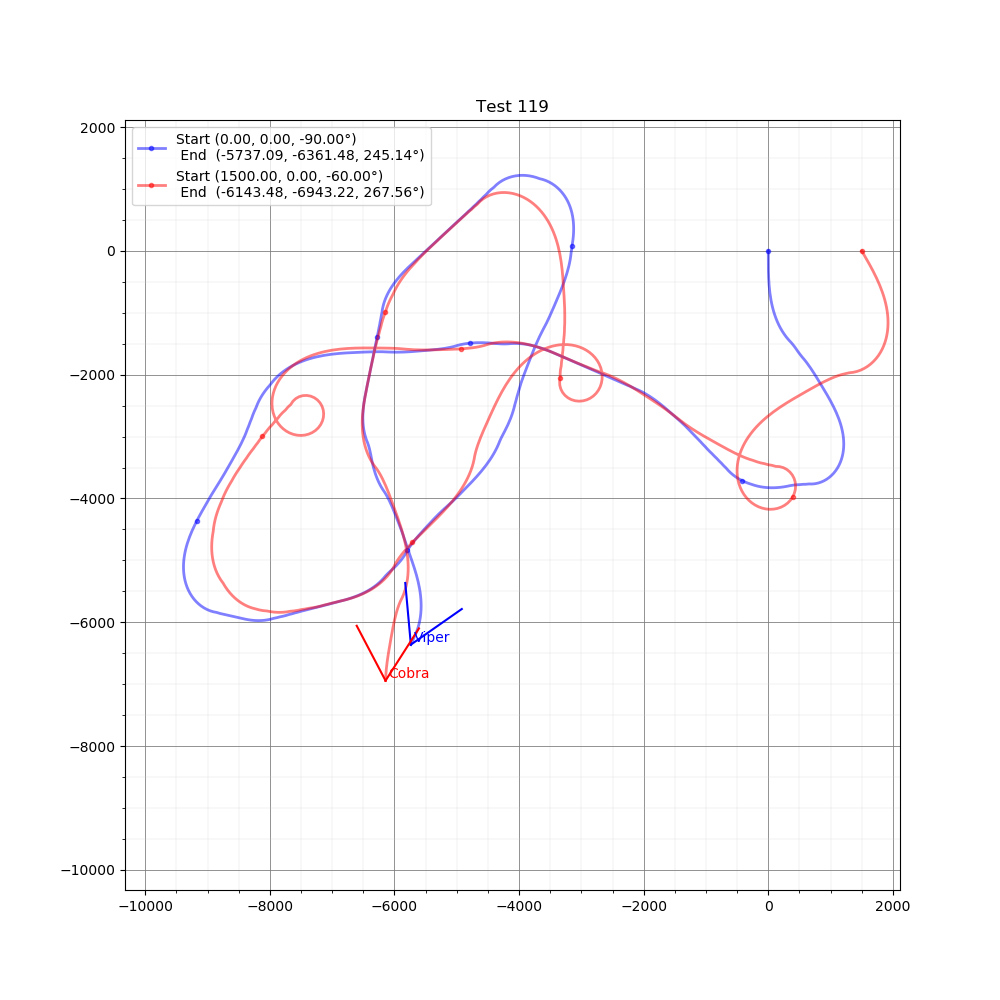 Test 119
Start (0.00, 0.00, -90.00°)
End (-5737.09, -6361.48, 245.14°)
Start (1500.00, 0.00, -60.00°)
End (-6143.48, -6943.22, 267.56°)
2000
0
−2000
−4000
−6000
−8000
−10000
Viper
Cobra
−10000 −8000 −6000 −4000 −2000 0 2000